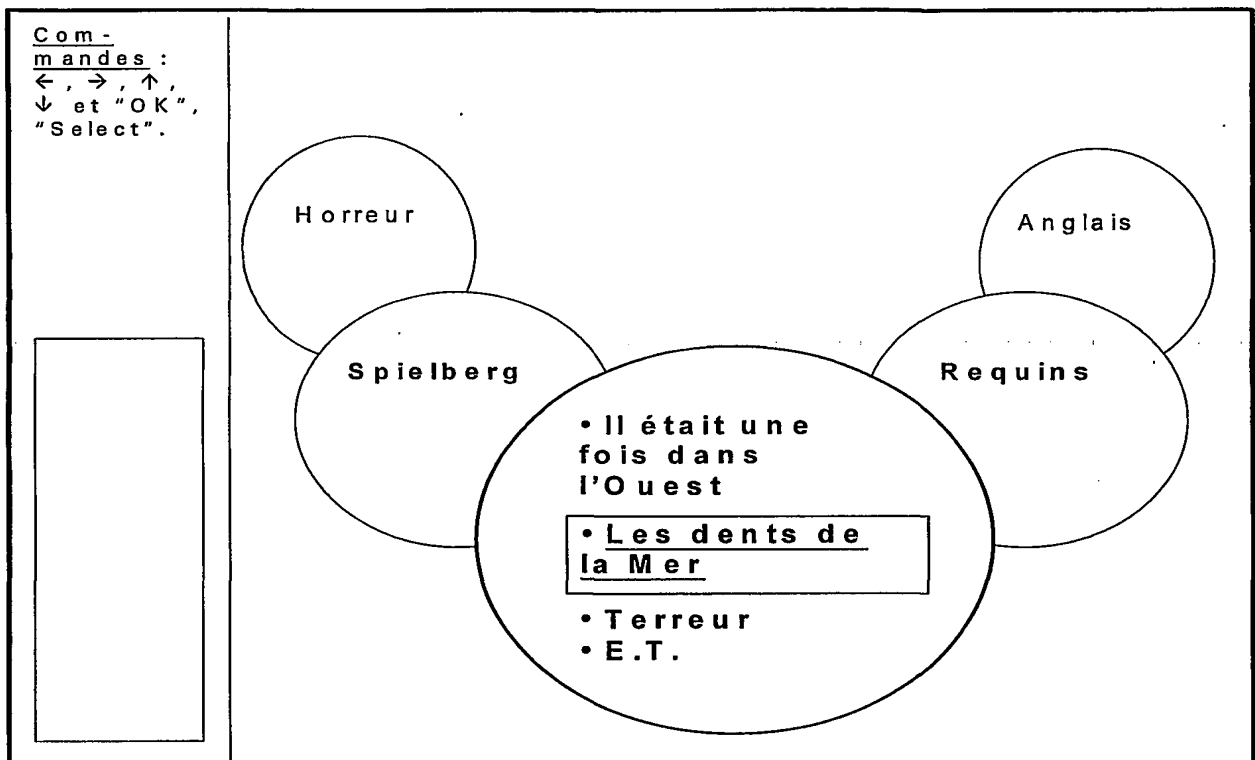 Com-
mandes :
←, →, ↑,
↓ et "OK",
"Select".
Horreur
Anglais
Spielberg
Requins
• Il était une
fois dans
l'Ouest
• Les dents de
la Mer
• Terreur
• E.T.